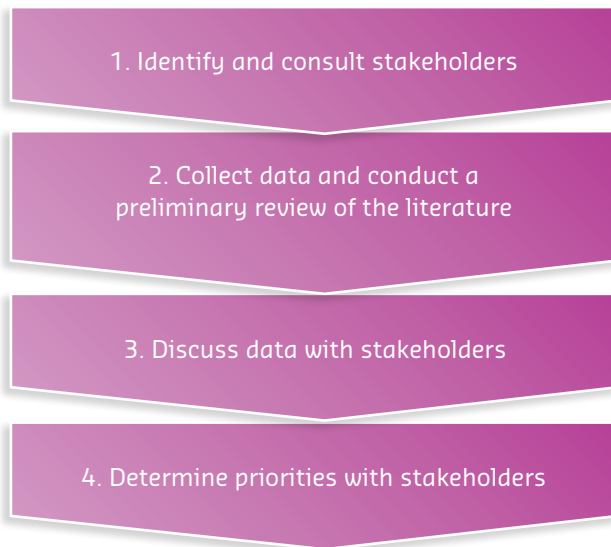 1. Identify and consult stakeholders
2. Collect data and conduct a
preliminary review of the literature
3. Discuss data with stakeholders
4. Determine priorities with stakeholders